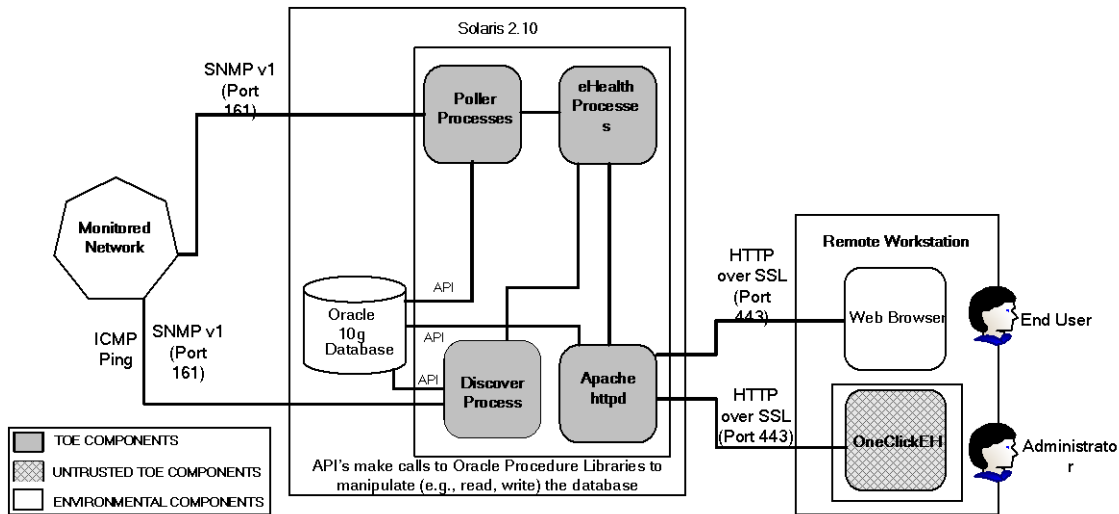 Solaris 2.10
SNMP v1
(Port
161)
Poller
Processes
eHealth
Processe
s
Monitored
Network
Remote Workstation
HTTP
over SSL
(Port
443)
Web Browser
End User
API
Oracle
10g
Database
API
API
ICMP
Ping
SNMP v1
(Port
161)
Discover
Process
Apache
httpd
HTTP
over SSL
(Port 443)
OneClickEH
Administrato
r
TOE COMPONENTS
UNTRUSTED TOE COMPONENTS
ENVIRONMENTAL COMPONENTS
API's make calls to Oracle Procedure Libraries to
manipulate (e.g., read, write) the database